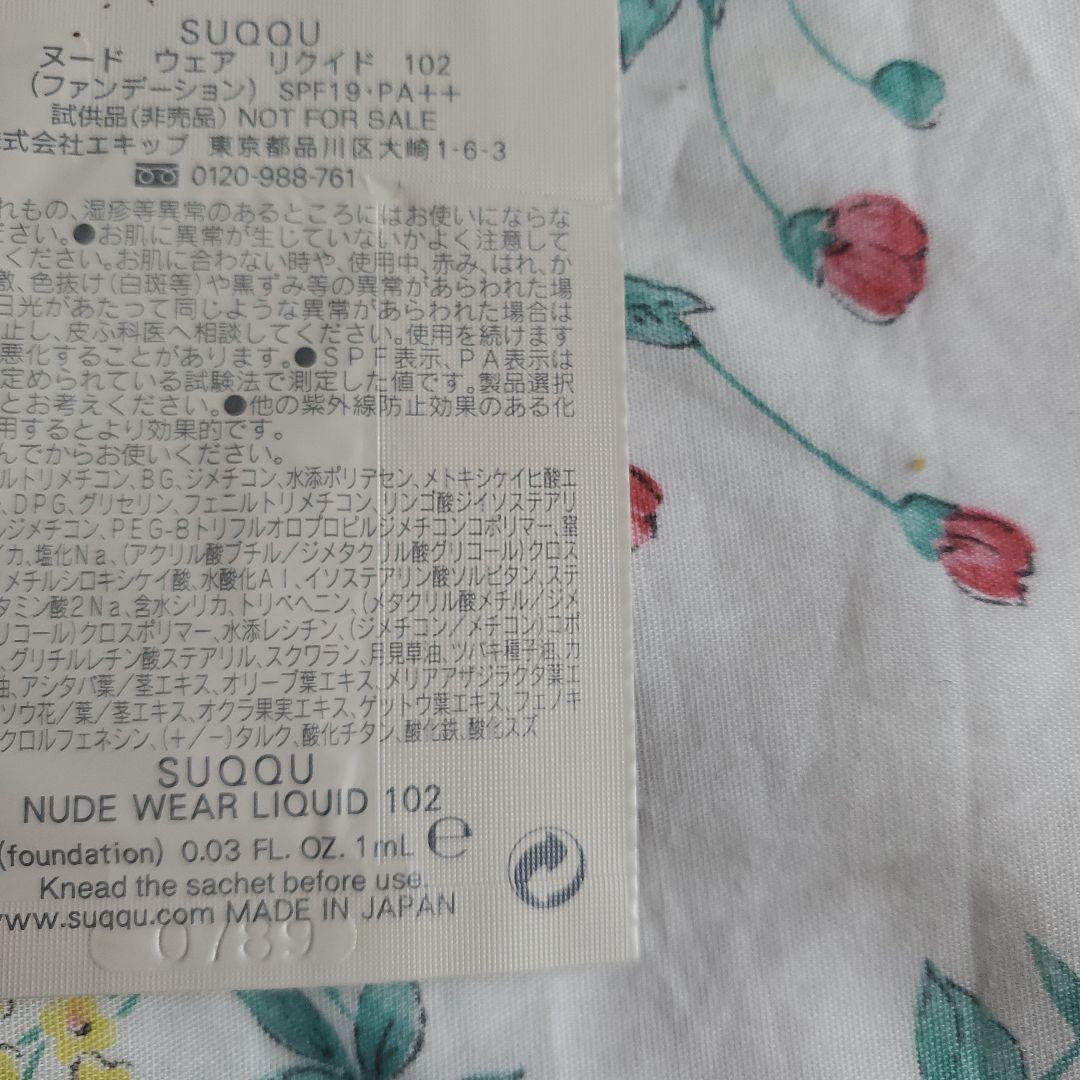 SUQQU
ヌード ウェア リクイド 102
(ファンデーション) SPF19・PA++
試供品(非売品) NOT FOR SALE
式会社エキップ 東京都品川区大崎1-6-3
0120-988-761
れもの、湿疹等異常のあるところにはお使いにならな
ださい。●お肌に異常が生じていないかよく注意して
ください。お肌に合わない時や、使用中、赤み、はれ、か
激、色抜け(白斑等)や黒ずみ等の異常があらわれた場
日光があたって同じような異常があらわれた場合は
止し、皮ふ科医へ相談してください。使用を続けます
悪化することがあります。●SPF表示、PA表示は
定められている試験法で測定した値です。製品選択
とお考えください。●他の紫外線防止効果のある化
用するとより効果的です。
んでからお使いください。
ルトリメチコン、BG、ジメチコン、水添ポリデセン、メトキシケイヒ酸エ
、DPG、グリセリン、フェニルトリメチコン、リンゴ酸ジイソステアリ
ルジメチコン、PEG-8トリフルオロプロピルジメチコンコポリマー、窒
イカ、塩化Na、(アクリル酸ブチル/ジメタクリル酸グリコール)クロス
メチルシロキシケイ酸、水酸化Al、イソステアリン酸ソルビタン、ステ
タミン酸2Na、含水シリカ、トリベヘニン、(メタクリル酸メチル/ジメ
リコール)クロスポリマー、水添レシチン、(ジメチコン/メチコン)コポ
、グリチルレチン酸ステアリル、スクワラン、月見草油、ツバキ種子油、カ
油、アシタバ葉/茎エキス、オリーブ葉エキス、メリアアザジラクタ葉エ
ソウ花/葉/茎エキス、オクラ果実エキス、ゲットウ葉エキス、フェノキ
クロルフェネシン、(+/-)タルク、酸化チタン、酸化鉄、酸化スズ
SUQQU
NUDE WEAR LIQUID 102
(foundation) 0.03 FL. OZ. 1mL ℮
Knead the sachet before use.
www.suqqu.com MADE IN JAPAN
0789